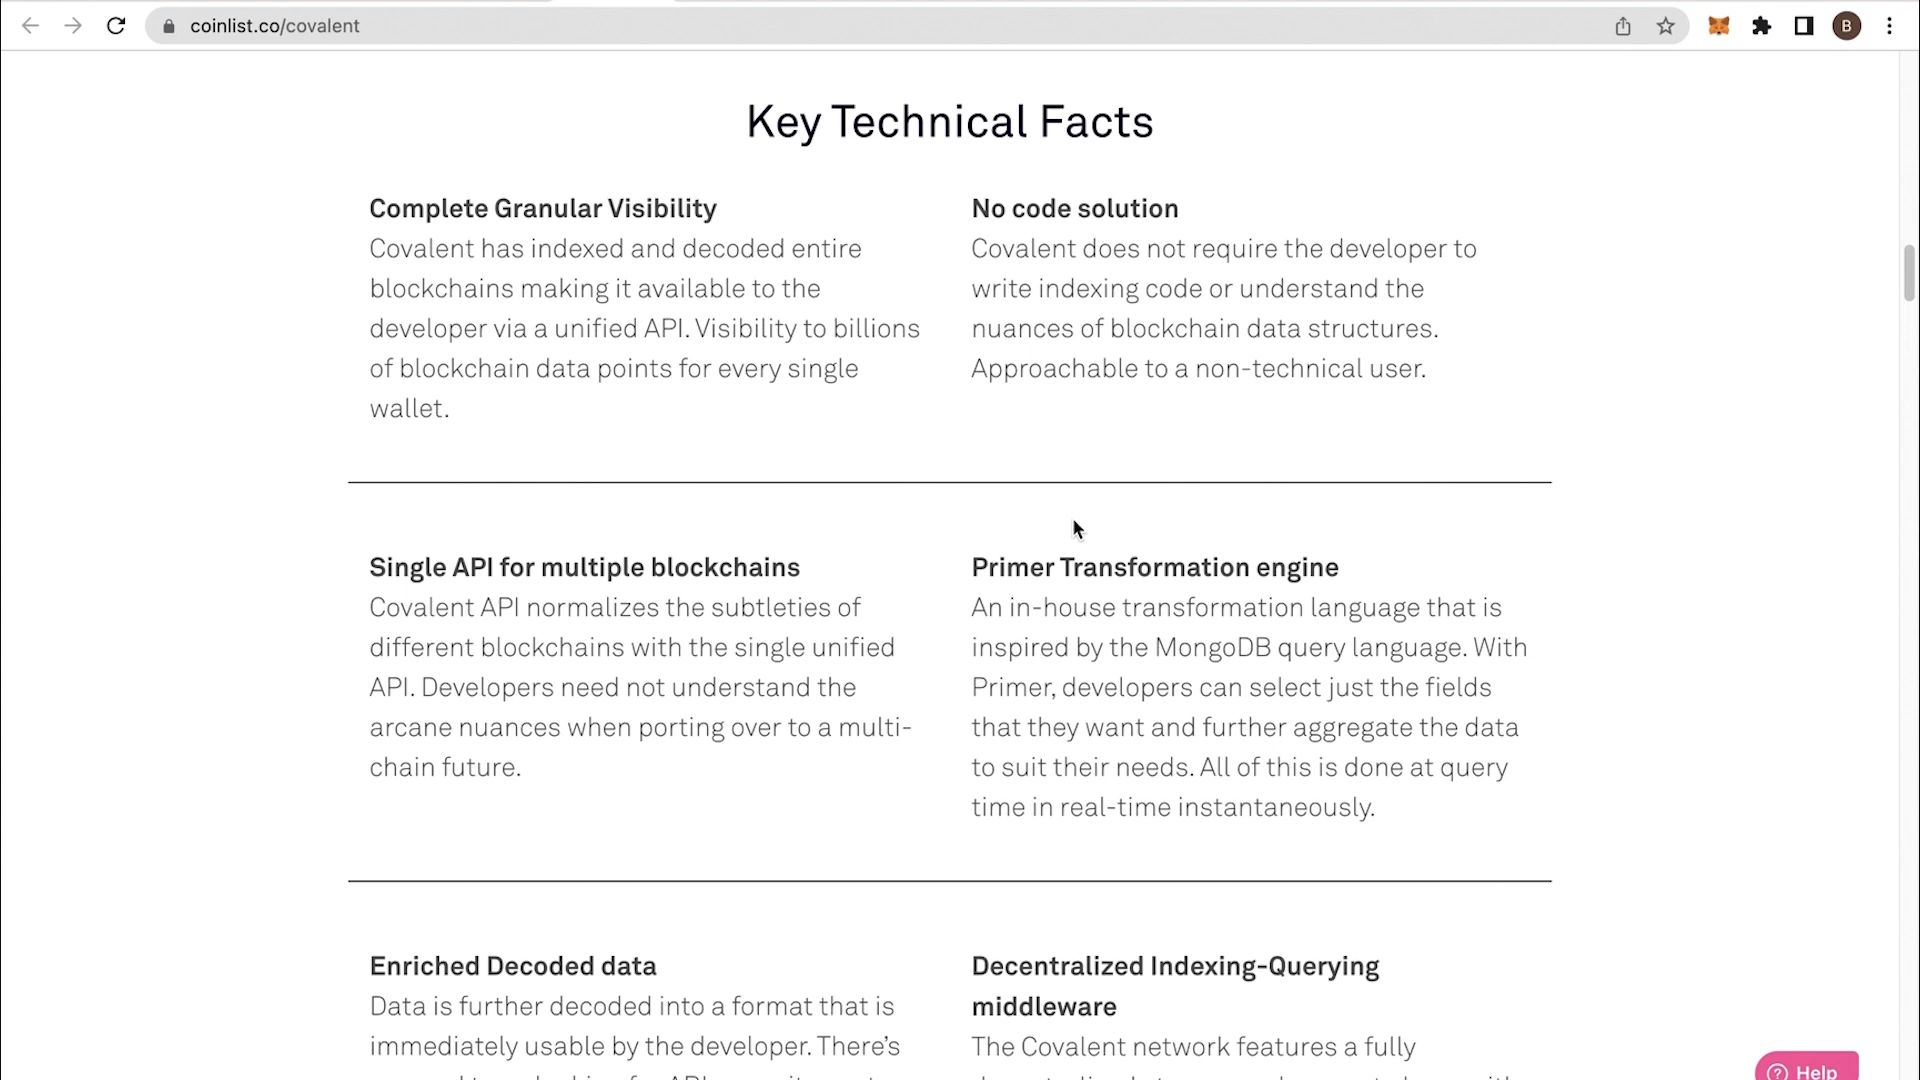 coinlist.co/covalent
B
Key Technical Facts
Complete Granular Visibility
Covalent has indexed and decoded entire
blockchains making it available to the
developer via a unified API. Visibility to billions
of blockchain data points for every single
wallet.
No code solution
Covalent does not require the developer to
write indexing code or understand the
nuances of blockchain data structures.
Approachable to a non-technical user.
Single API for multiple blockchains
Covalent API normalizes the subtleties of
different blockchains with the single unified
API. Developers need not understand the
arcane nuances when porting over to a multi-
chain future.
Primer Transformation engine
An in-house transformation language that is
inspired by the MongoDB query language. With
Primer, developers can select just the fields
that they want and further aggregate the data
to suit their needs. All of this is done at query
time in real-time instantaneously.
Enriched Decoded data
Data is further decoded into a format that is
immediately usable by the developer. There’s
Decentralized Indexing-Querying
middleware
The Covalent network features a fully
Help